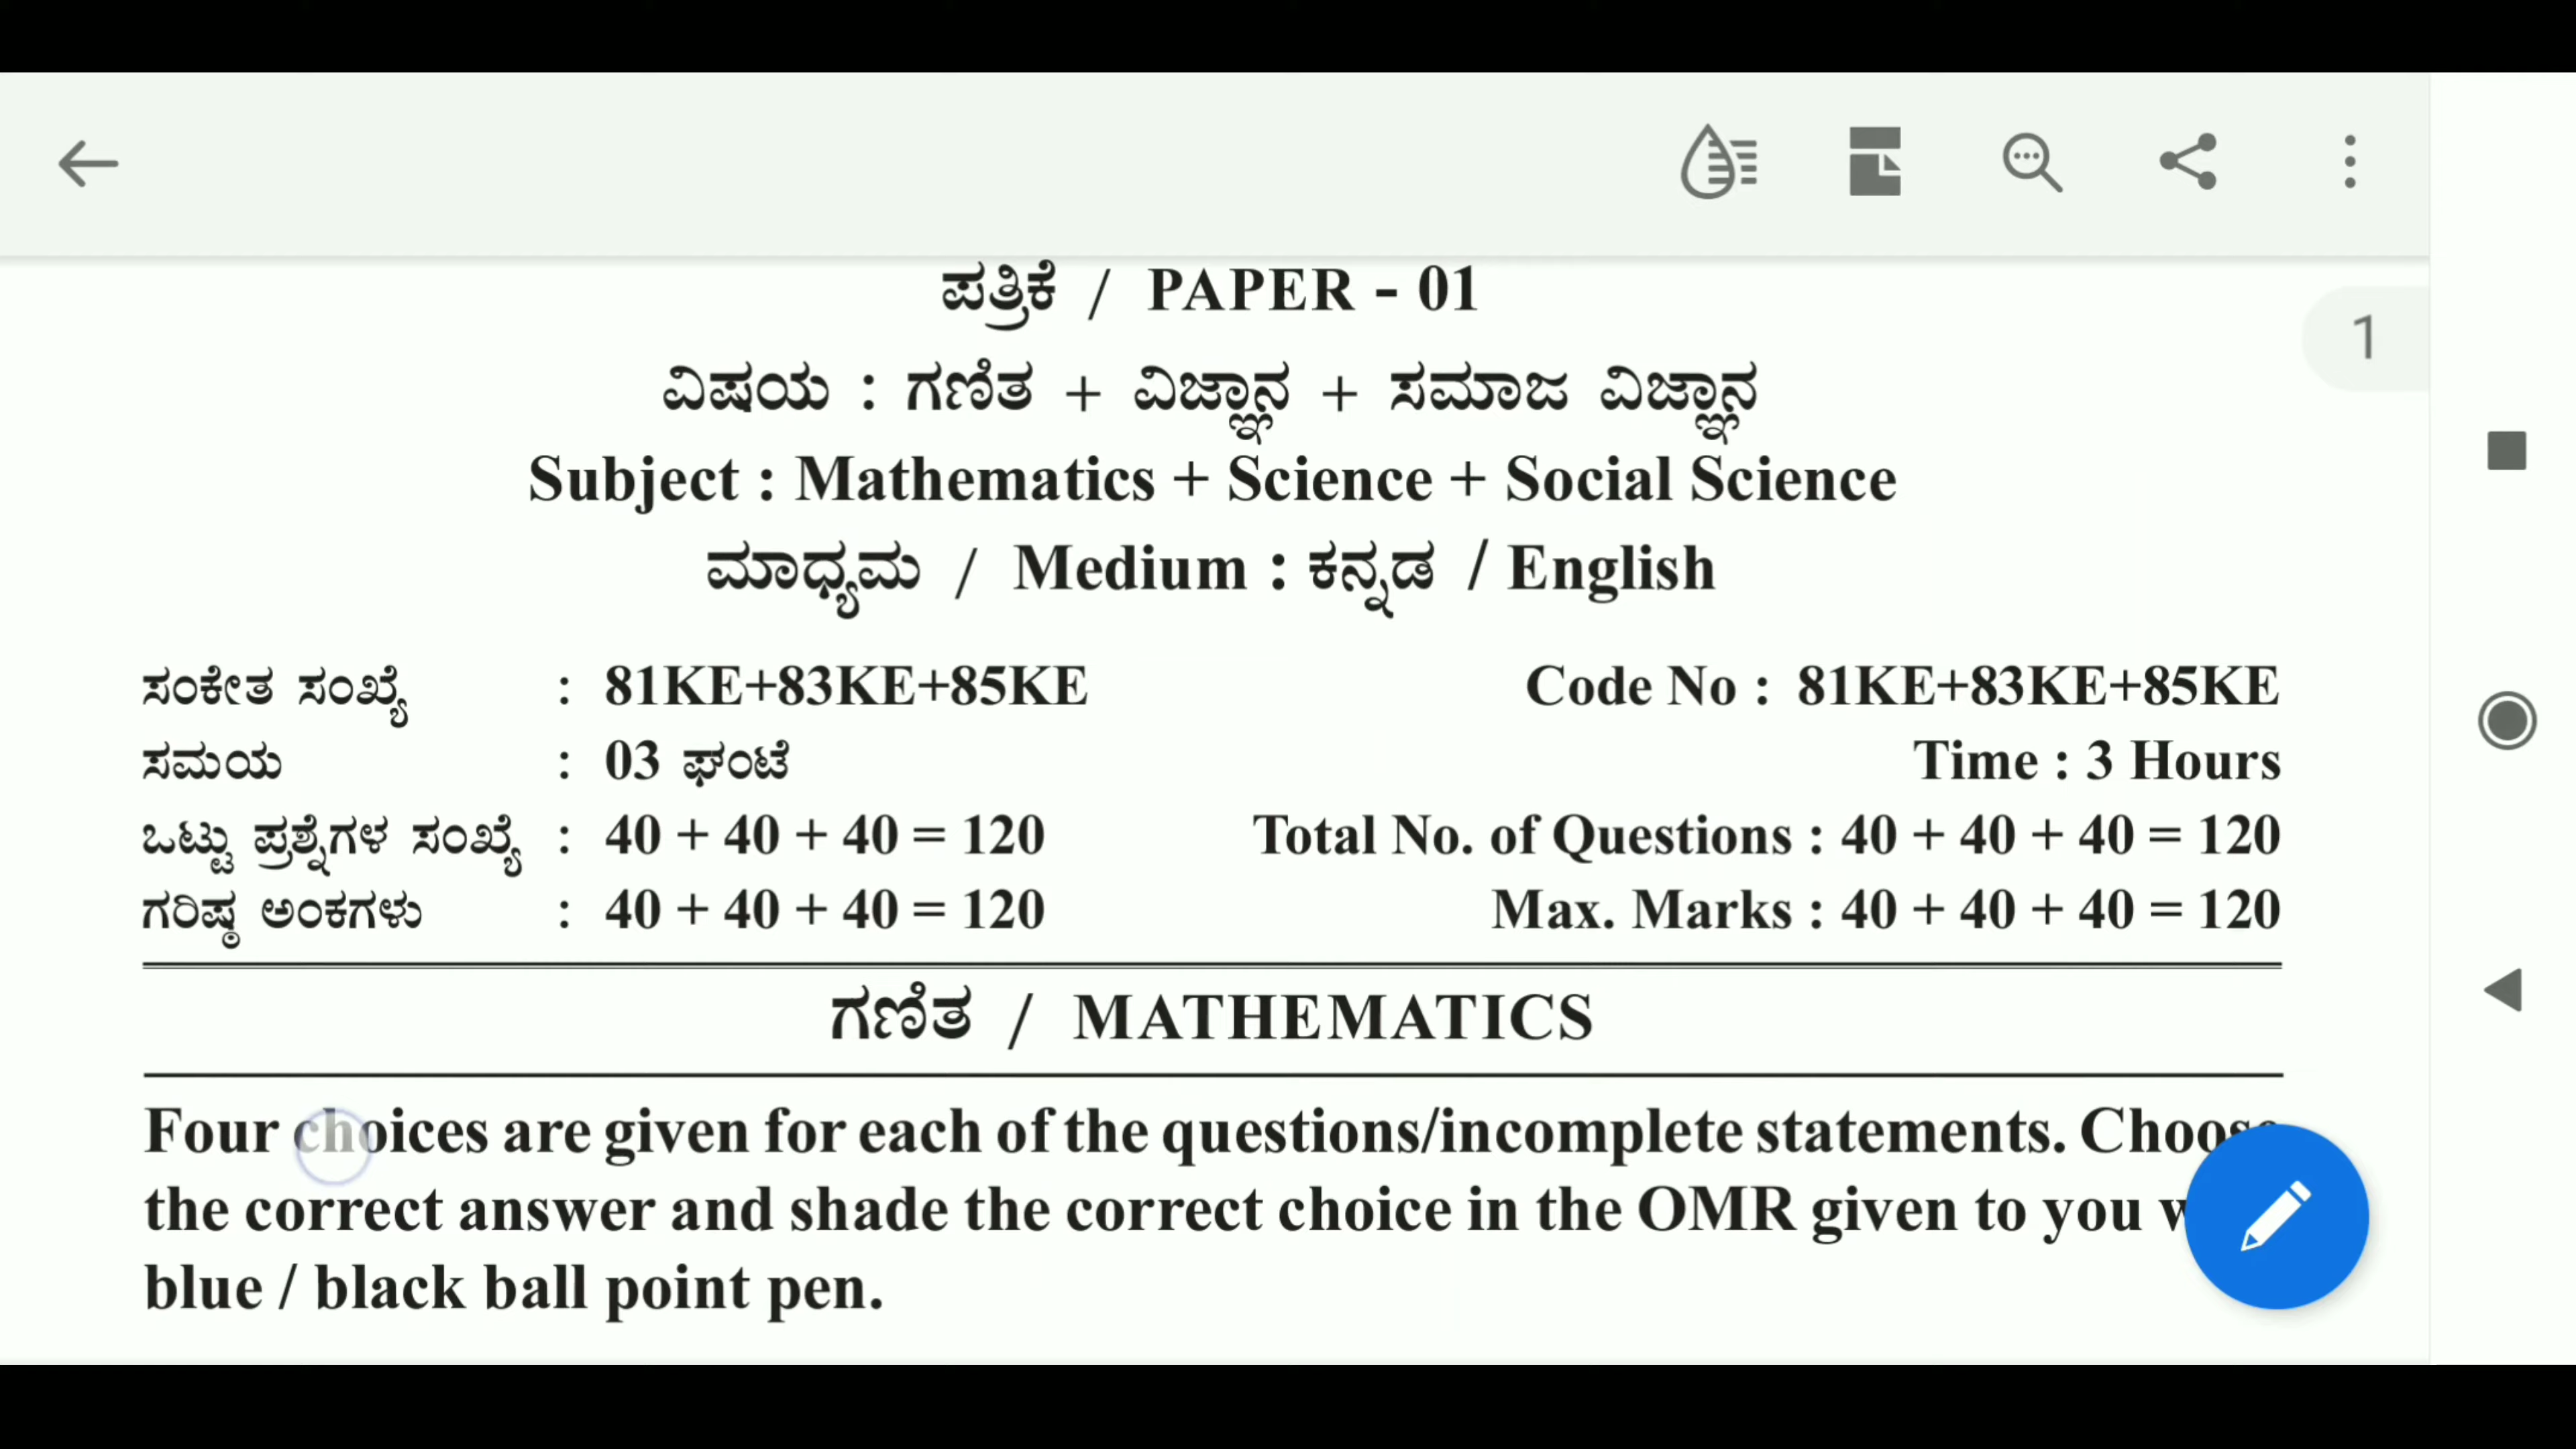 ಪತ್ರಿಕೆ / PAPER - 01
1
ವಿಷಯ : ಗಣಿತ + ವಿಜ್ಞಾನ + ಸಮಾಜ ವಿಜ್ಞಾನ
Subject : Mathematics + Science + Social Science
ಮಾಧ್ಯಮ / Medium : ಕನ್ನಡ / English
ಸಂಕೇತ ಸಂಖ್ಯೆ : 81KE+83KE+85KE Code No : 81KE+83KE+85KE
ಸಮಯ : 03 ಘಂಟೆ Time : 3 Hours
ಒಟ್ಟು ಪ್ರಶ್ನೆಗಳ ಸಂಖ್ಯೆ : 40 + 40 + 40 = 120 Total No. of Questions : 40 + 40 + 40 = 120
ಗರಿಷ್ಠ ಅಂಕಗಳು : 40 + 40 + 40 = 120 Max. Marks : 40 + 40 + 40 = 120
ಗಣಿತ / MATHEMATICS
Four choices are given for each of the questions/incomplete statements. Choose
the correct answer and shade the correct choice in the OMR given to you
blue / black ball point pen.